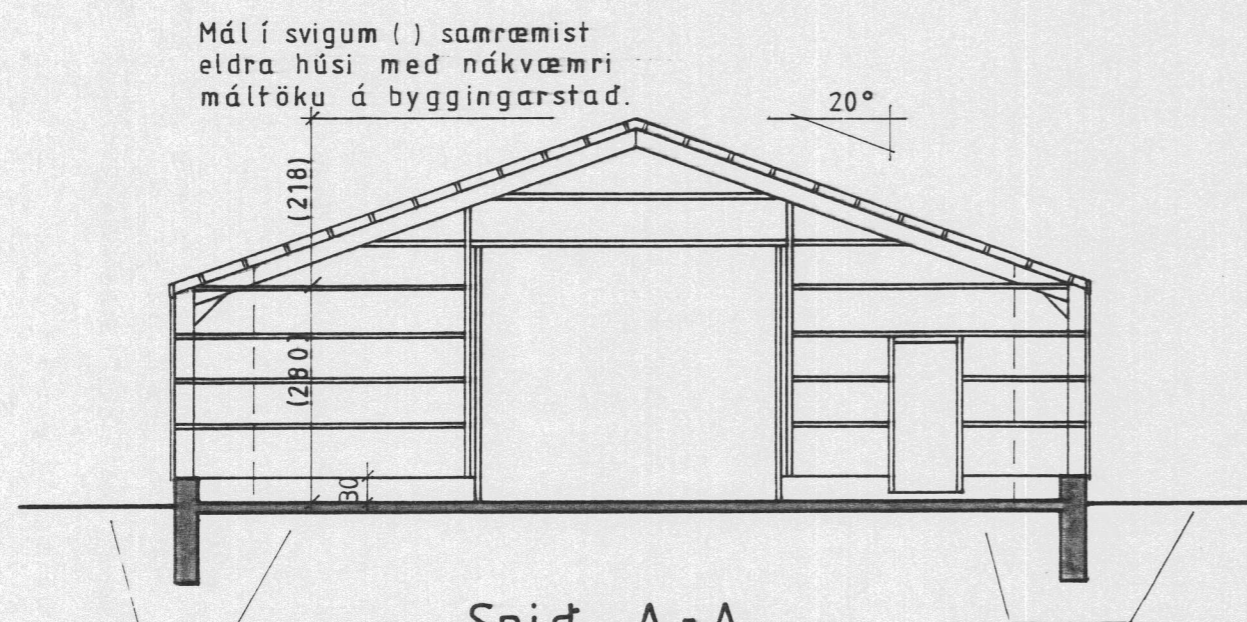 Mál í svigum ( ) samræmist
eldra húsi með nákvæmri
máltöku á byggingarstað.
20°
(218)
(280)
30
Snið A-A